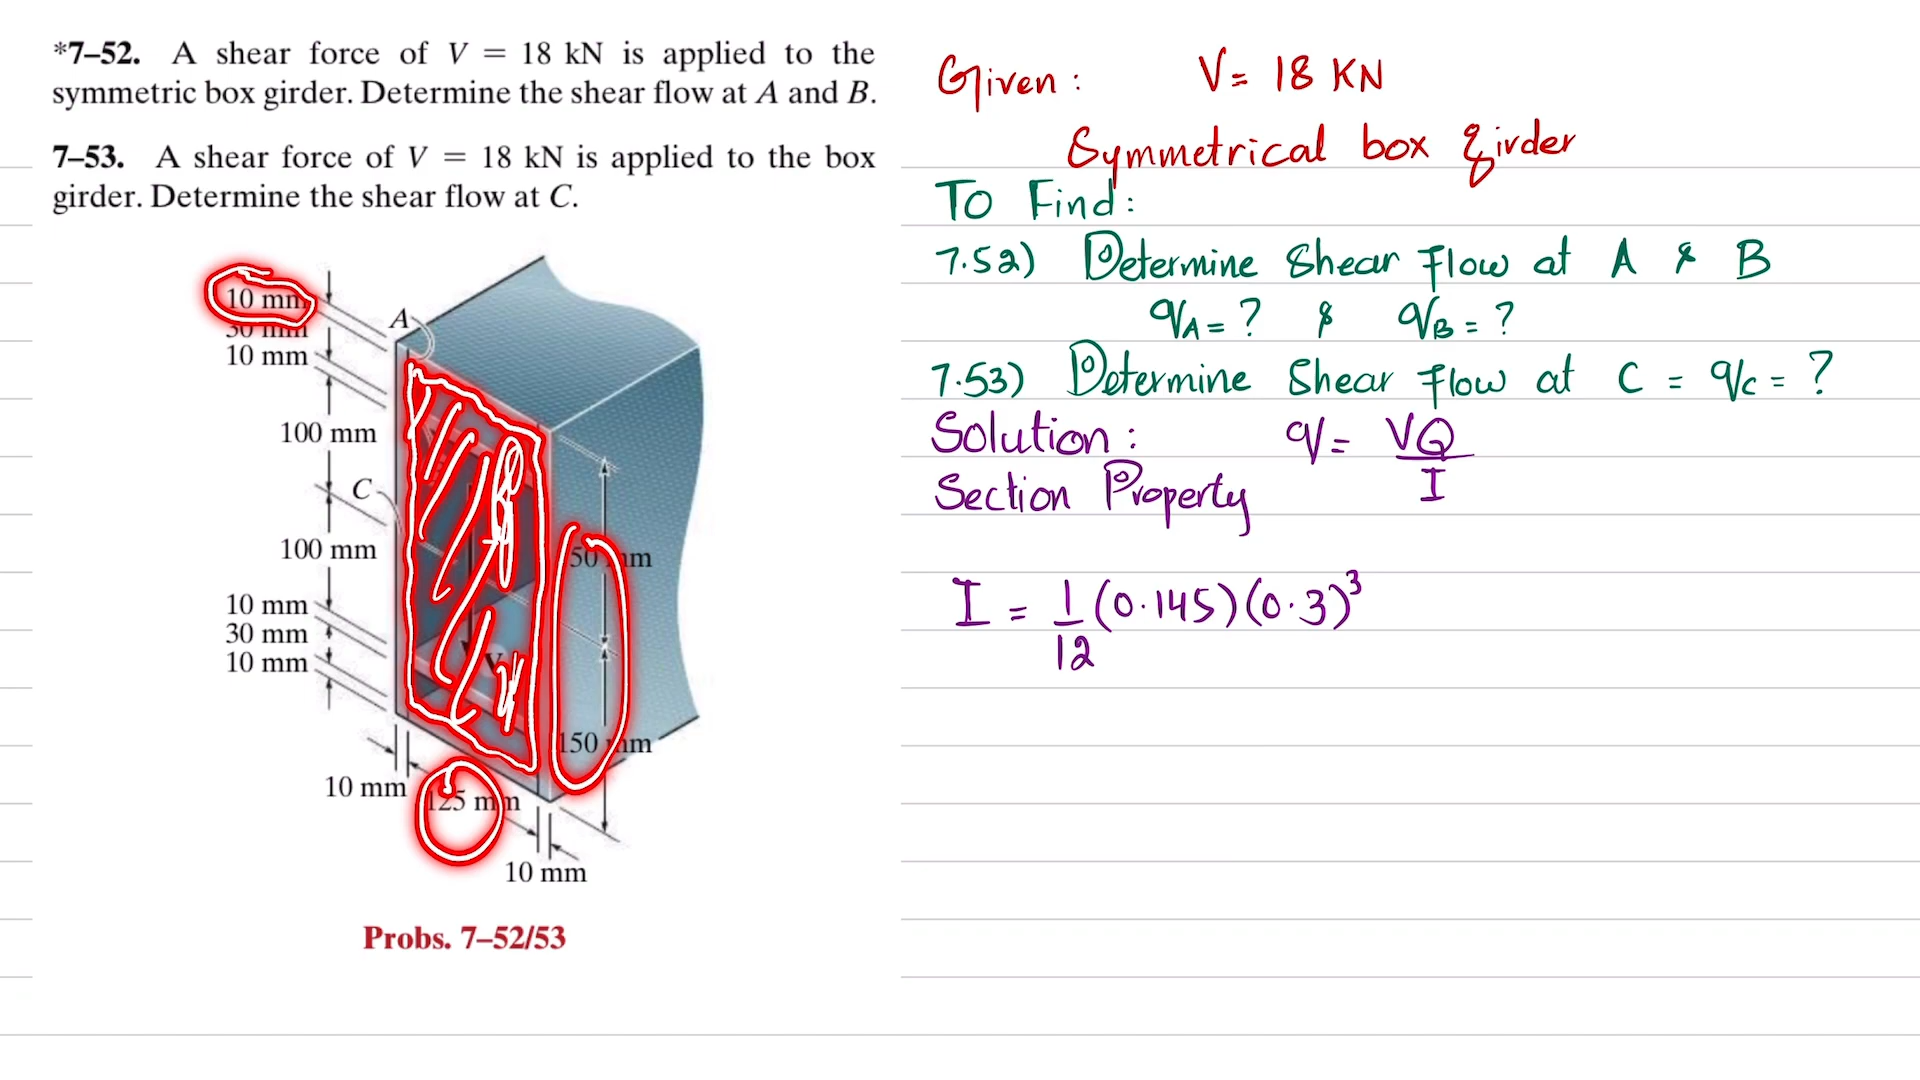 *7–52. A shear force of V = 18 kN is applied to the
symmetric box girder. Determine the shear flow at A and B.
7–53. A shear force of V = 18 kN is applied to the box
girder. Determine the shear flow at C.
10 mm
30 mm
10 mm
A
100 mm
C
100 mm
10 mm
30 mm
10 mm
150 mm
10 mm
125 mm
10 mm
Probs. 7–52/53
Given : V = 18 KN
Symmetrical box girder
To Find :
7.52) Determine Shear Flow at A & B
qA = ? & qB = ?
7.53) Determine Shear Flow at C = qc = ?
Solution : q = VQ
I
Section Property
I = 1 (0.145)(0.3)³
12